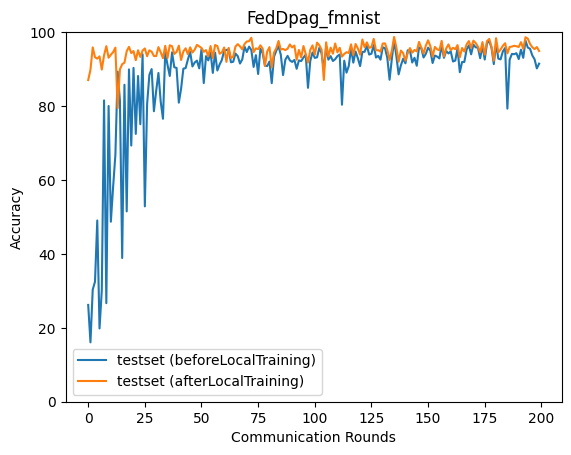 FedDpag_fmnist
100
80
60
40
20
0
Accuracy
testset (beforeLocalTraining)
testset (afterLocalTraining)
0 25 50 75 100 125 150 175 200
Communication Rounds